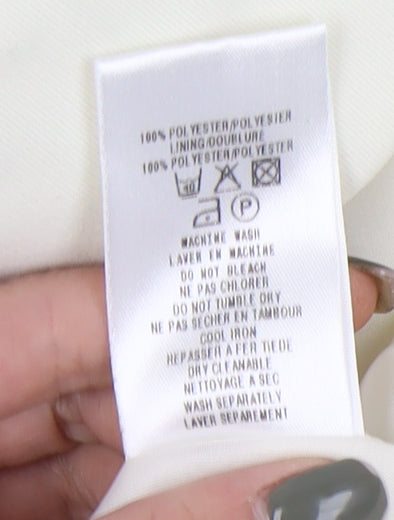 100% POLYESTER/POLYESTER
LINING/DOUBLURE
100% POLYESTER/POLYESTER
P
MACHINE WASH
LAVER EN MACHINE
DO NOT BLEACH
NE PAS CHLORER
DO NOT TUMBLE DRY
NE PAS SECHER EN TAMBOUR
COOL IRON
REPASSER A FER TIEDE
DRY CLEANABLE
NETTOYAGE A SEC
WASH SEPARATELY
LAVER SEPAREMENT